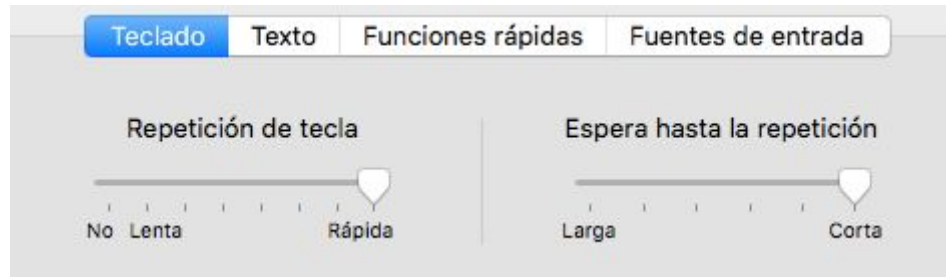 Teclado Texto Funciones rápidas Fuentes de entrada
Repetición de tecla Espera hasta la repetición
No Lenta Rápida Larga Corta